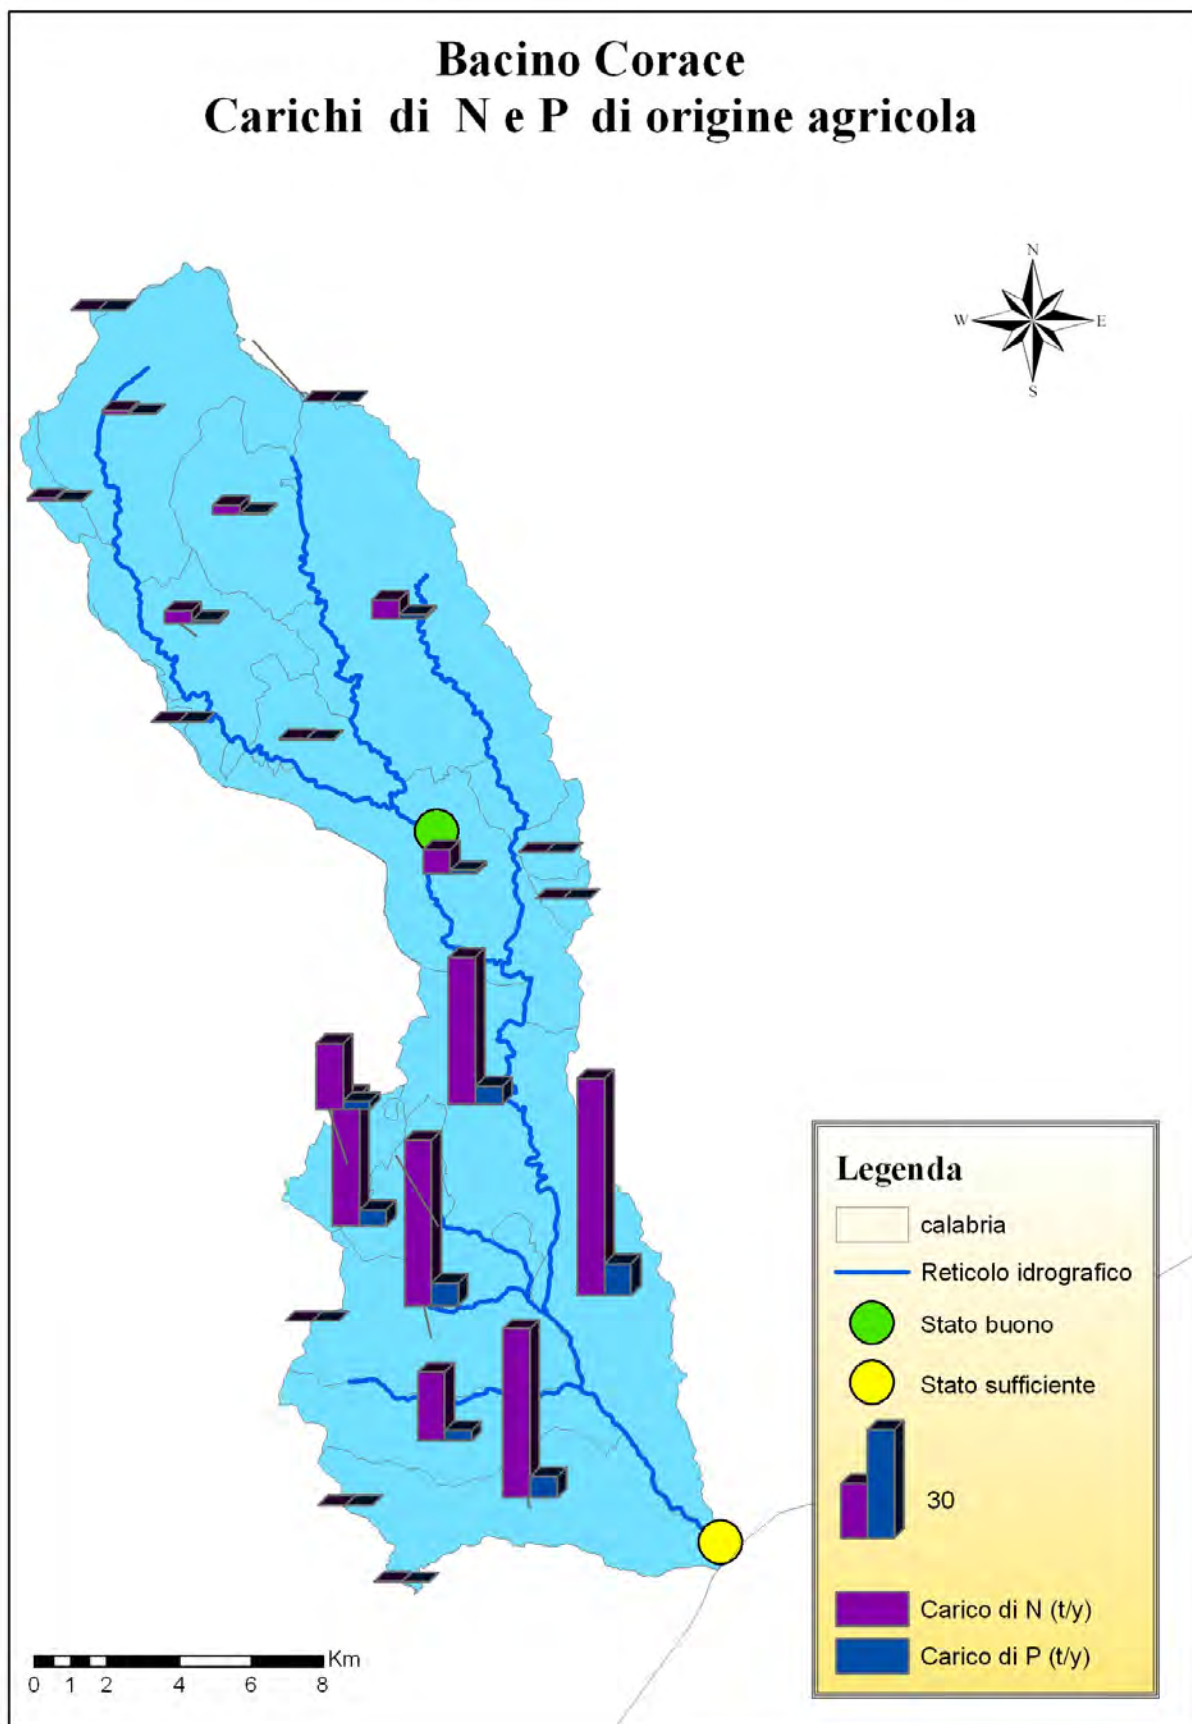 Bacino Corace
Carichi di N e P di origine agricola
N
W E
S
Legenda
calabria
Reticolo idrografico
Stato buono
Stato sufficiente
30
Carico di N (t/y)
Carico di P (t/y)
Km
0 1 2 4 6 8